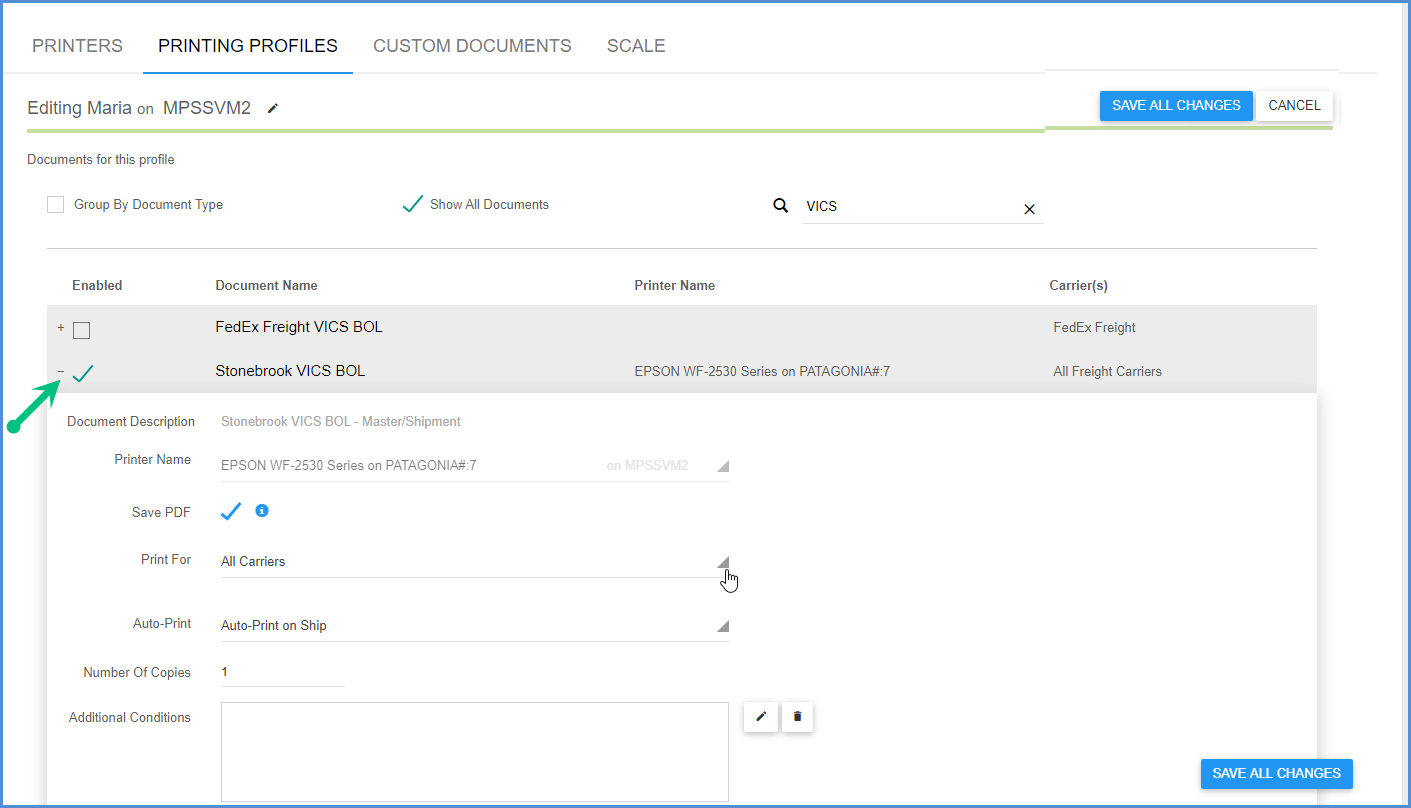 PRINTERS PRINTING PROFILES CUSTOM DOCUMENTS SCALE
Editing Maria on MPSSVM2
SAVE ALL CHANGES CANCEL
Documents for this profile
Group By Document Type Show All Documents VICS
Enabled Document Name Printer Name Carrier(s)
+ FedEx Freight VICS BOL FedEx Freight
− Stonebrook VICS BOL EPSON WF-2530 Series on PATAGONIA#:7 All Freight Carriers
Document Description Stonebrook VICS BOL - Master/Shipment
Printer Name EPSON WF-2530 Series on PATAGONIA#:7 on MPSSVM2
Save PDF
Print For All Carriers
Auto-Print Auto-Print on Ship
Number Of Copies 1
Additional Conditions
SAVE ALL CHANGES